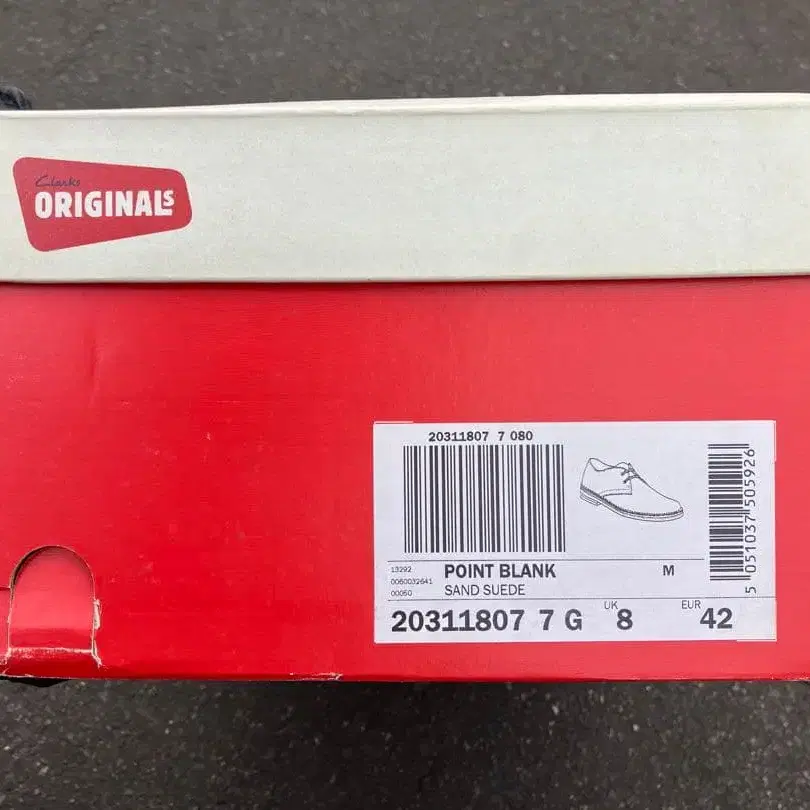 Clarks
ORIGINALS
20311807 7 080
5 051037 505926
13292
0060032641
00050
POINT BLANK M
SAND SUEDE
20311807 7 G UK 8 EUR 42